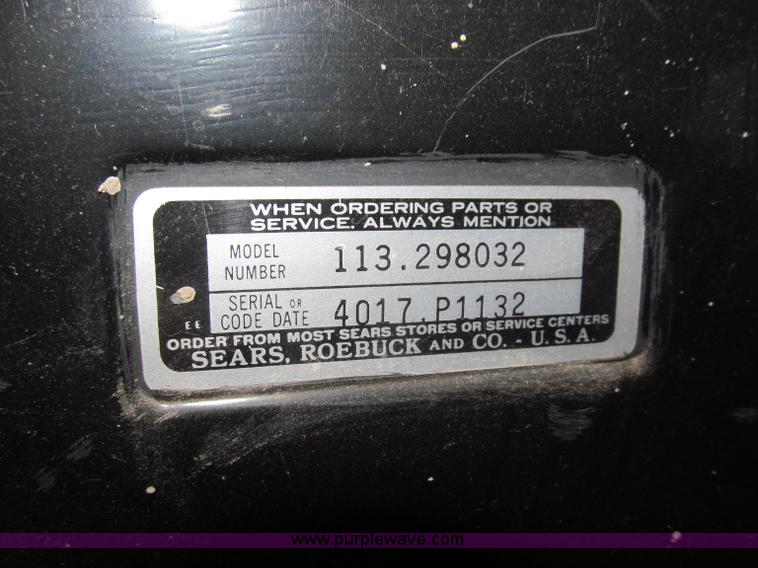 WHEN ORDERING PARTS OR
SERVICE, ALWAYS MENTION
MODEL NUMBER 113.298032
SERIAL OR CODE DATE 4017.P1132
EE
ORDER FROM MOST SEARS STORES OR SERVICE CENTERS
SEARS, ROEBUCK AND CO. - U.S.A.
www.purplewave.com